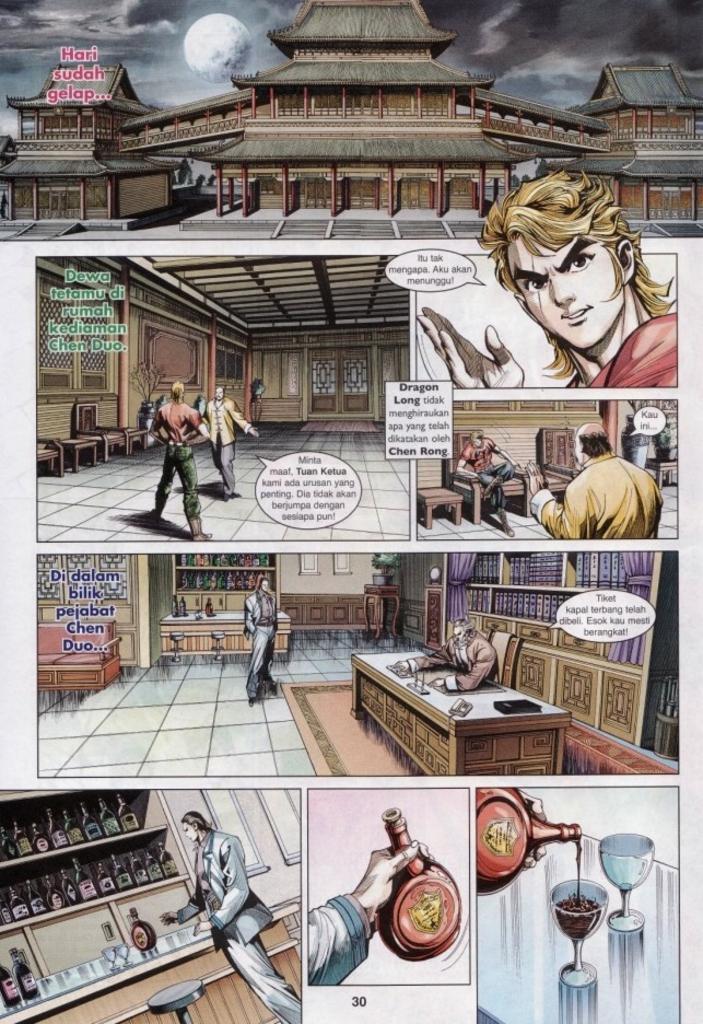 Hari
sudah
gelap...
Itu tak
mengapa. Aku akan
menunggu!
Dewa
tetamu di
rumah
kediaman
Chen Duo.
Dragon
Long tidak
menghiraukan
apa yang telah
dikatakan oleh
Chen Rong.
Minta
maaf, Tuan Ketua
kami ada urusan yang
penting. Dia tidak akan
berjumpa dengan
sesiapa pun!
Kau
ini...
Di dalam
bilik
pejabat
Chen
Duo...
Tiket
kapal terbang telah
dibeli. Esok kau mesti
berangkat!
30